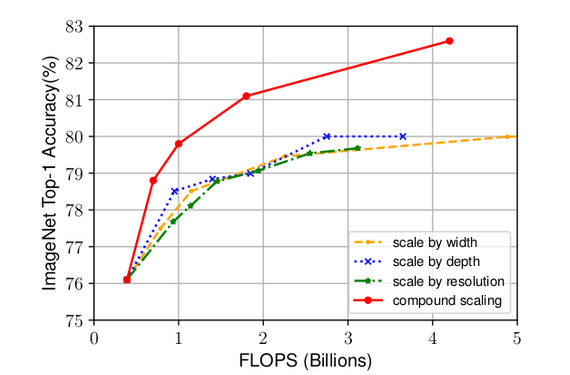 ImageNet Top-1 Accuracy(%)
83
82
81
80
79
78
77
76
75
scale by width
scale by depth
scale by resolution
compound scaling
0 1 2 3 4 5
FLOPS (Billions)